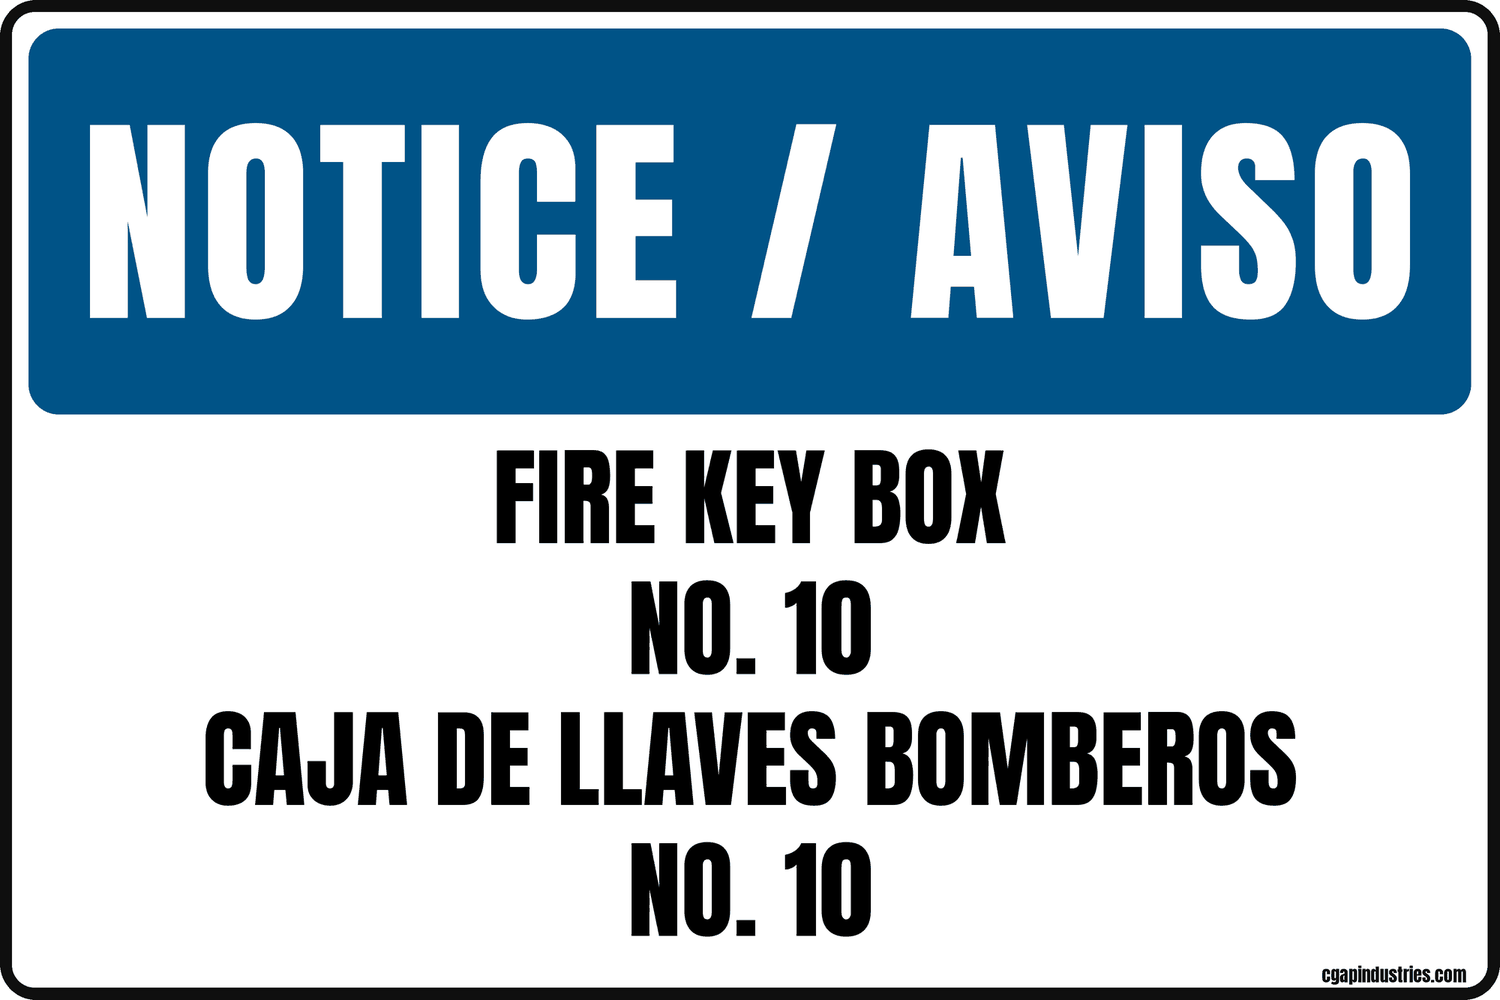 NOTICE / AVISO
FIRE KEY BOX
NO. 10
CAJA DE LLAVES BOMBEROS
NO. 10
cgapindustries.com